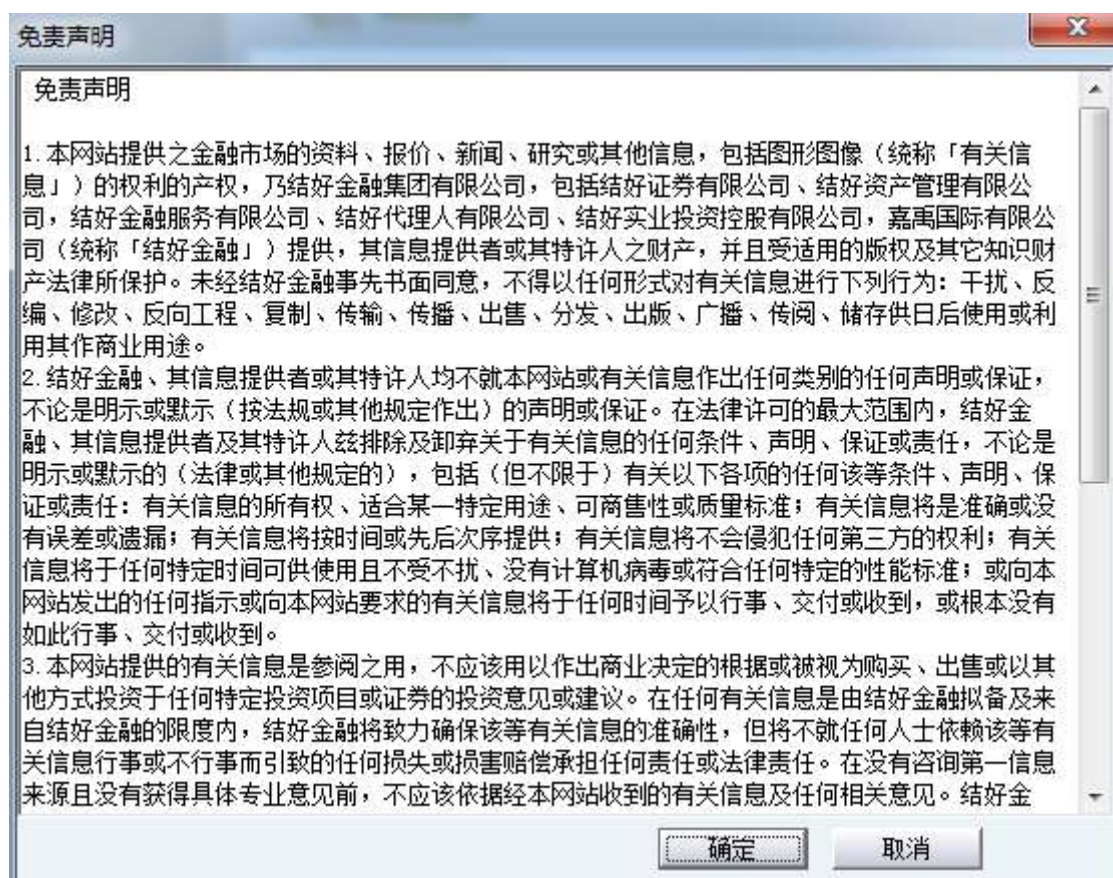 免责声明
免责声明
1.本网站提供之金融市场的资料、报价、新闻、研究或其他信息，包括图形图像（统称「有关信
息」）的权利的产权，乃结好金融集团有限公司，包括结好证券有限公司、结好资产管理有限公
司，结好金融服务有限公司、结好代理人有限公司、结好实业投资控股有限公司，嘉禹国际有限公
司（统称「结好金融」）提供，其信息提供者或其特许人之财产，并且受适用的版权及其它知识财
产法律所保护。未经结好金融事先书面同意，不得以任何形式对有关信息进行下列行为：干扰、反
编、修改、反向工程、复制、传输、传播、出售、分发、出版、广播、传阅、储存供日后使用或利
用其作商业用途。
2.结好金融、其信息提供者或其特许人均不就本网站或有关信息作出任何类别的任何声明或保证，
不论是明示或默示（按法规或其他规定作出）的声明或保证。在法律许可的最大范围内，结好金
融、其信息提供者及其特许人兹排除及卸弃关于有关信息的任何条件、声明、保证或责任，不论是
明示或默示的（法律或其他规定的），包括（但不限于）有关以下各项的任何该等条件、声明、保
证或责任：有关信息的所有权、适合某一特定用途、可商售性或质量标准；有关信息将是准确或没
有误差或遗漏；有关信息将按时间或先后次序提供；有关信息将不会侵犯任何第三方的权利；有关
信息将于任何特定时间可供使用且不受不扰、没有计算机病毒或符合任何特定的性能标准；或向本
网站发出的任何指示或向本网站要求的有关信息将于任何时间予以行事、交付或收到，或根本没有
如此行事、交付或收到。
3.本网站提供的有关信息是参阅之用，不应该用以作出商业决定的根据或被视为购买、出售或以其
他方式投资于任何特定投资项目或证券的投资意见或建议。在任何有关信息是由结好金融拟备及来
自结好金融的限度内，结好金融将致力确保该等有关信息的准确性，但将不就任何人士依赖该等有
关信息行事或不行事而引致的任何损失或损害赔偿承担任何责任或法律责任。在没有咨询第一信息
来源且没有获得具体专业意见前，不应该依据经本网站收到的有关信息及任何相关意见。结好金
确定
取消